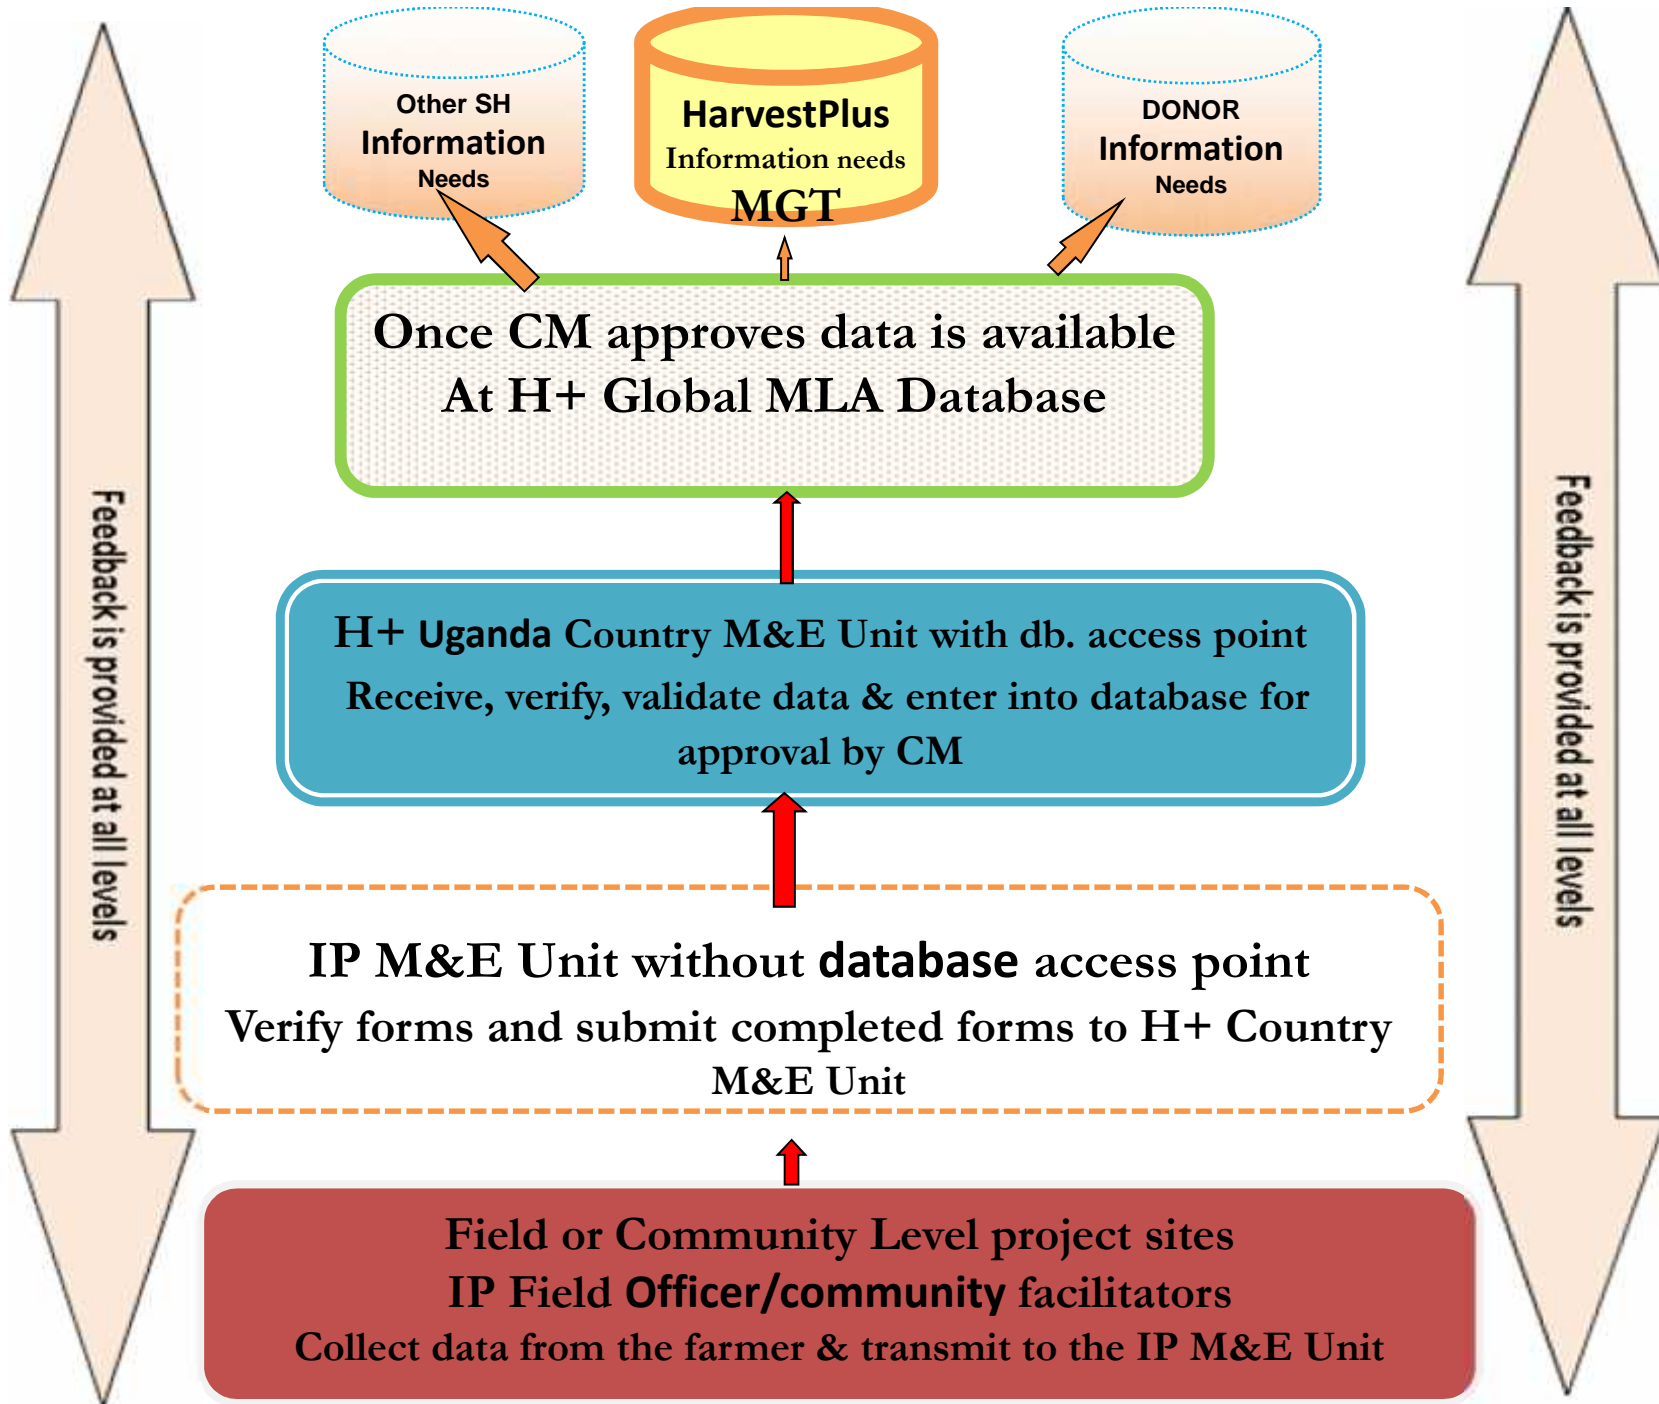 Other SH
Information
Needs
HarvestPlus
Information needs
MGT
DONOR
Information
Needs
Once CM approves data is available
At H+ Global MLA Database
H+ Uganda Country M&E Unit with db. access point
Receive, verify, validate data & enter into database for
approval by CM
IP M&E Unit without database access point
Verify forms and submit completed forms to H+ Country
M&E Unit
Field or Community Level project sites
IP Field Officer/community facilitators
Collect data from the farmer & transmit to the IP M&E Unit
Feedback is provided at all levels
Feedback is provided at all levels